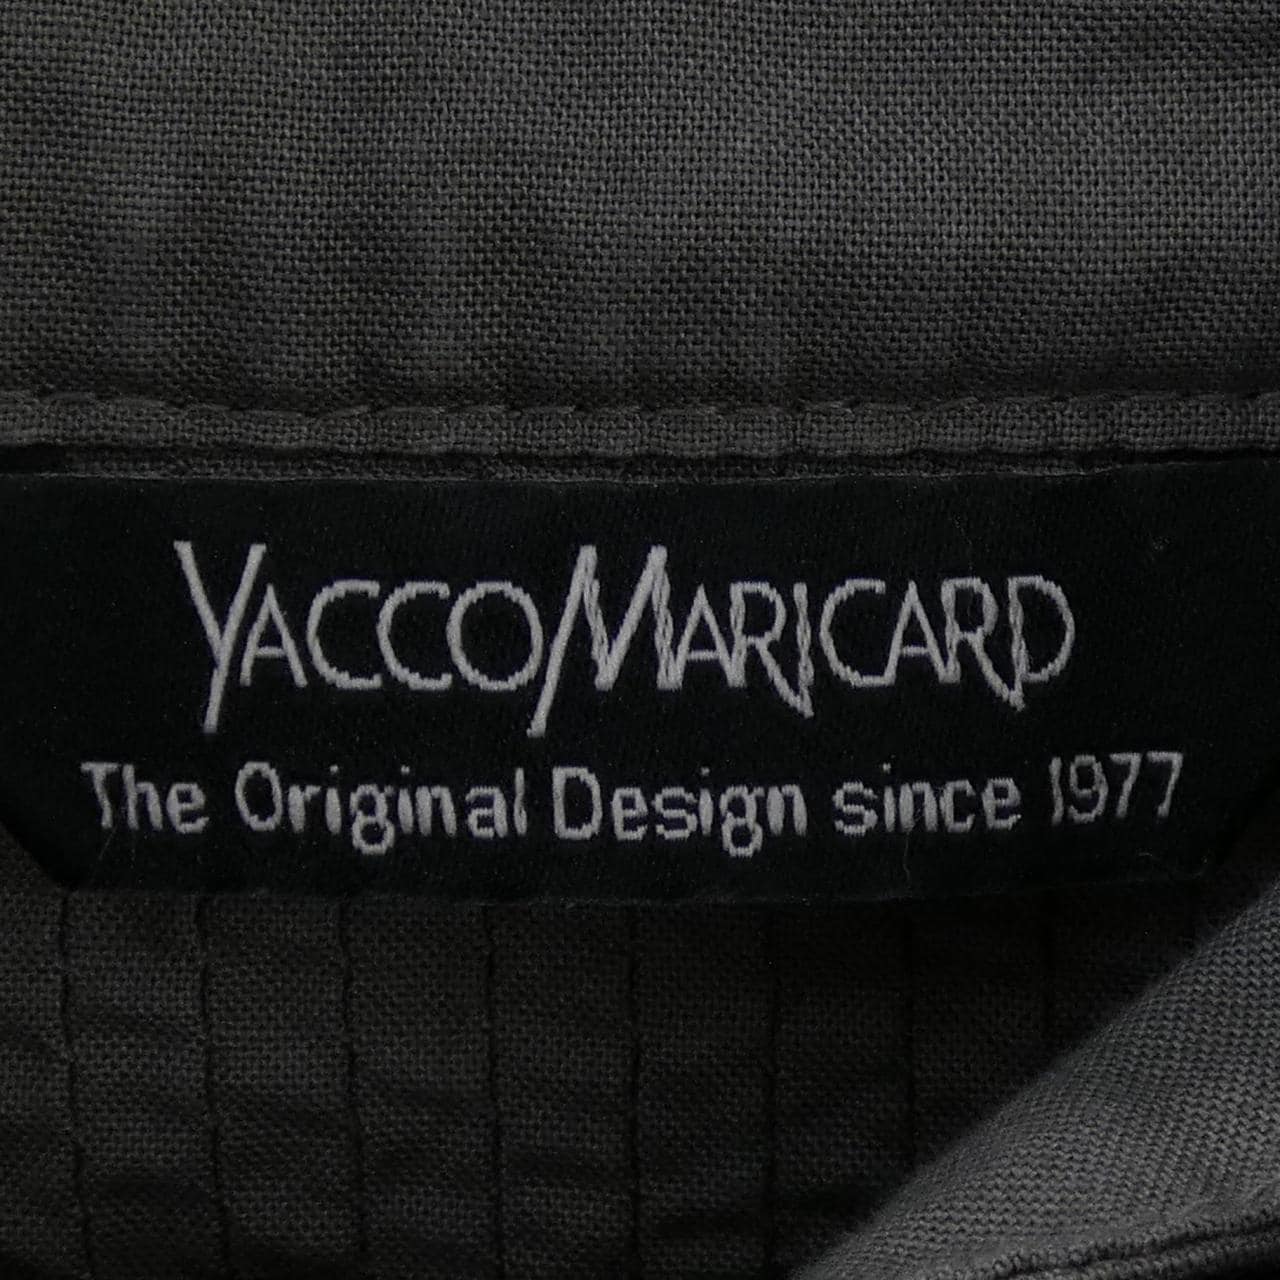 YACCOMARICARD
The Original Design since 1977